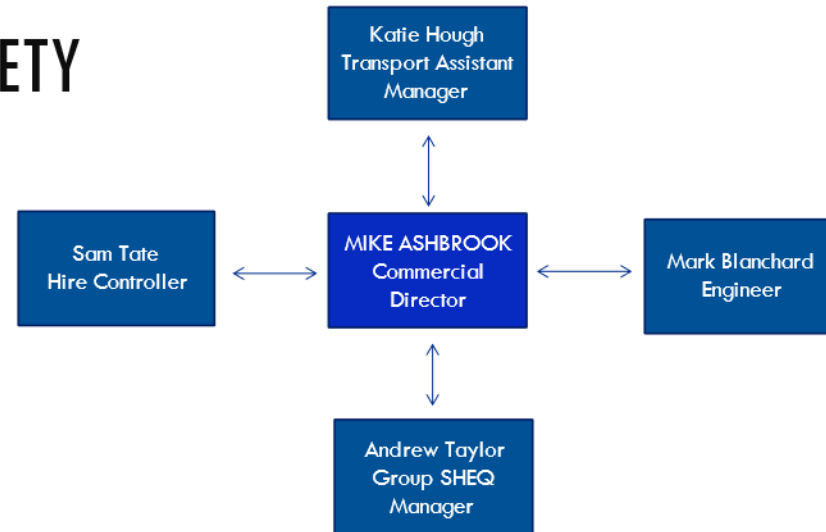 ETY
Katie Hough
Transport Assistant
Manager
Sam Tate
Hire Controller
MIKE ASHBROOK
Commercial
Director
Mark Blanchard
Engineer
Andrew Taylor
Group SHEQ
Manager